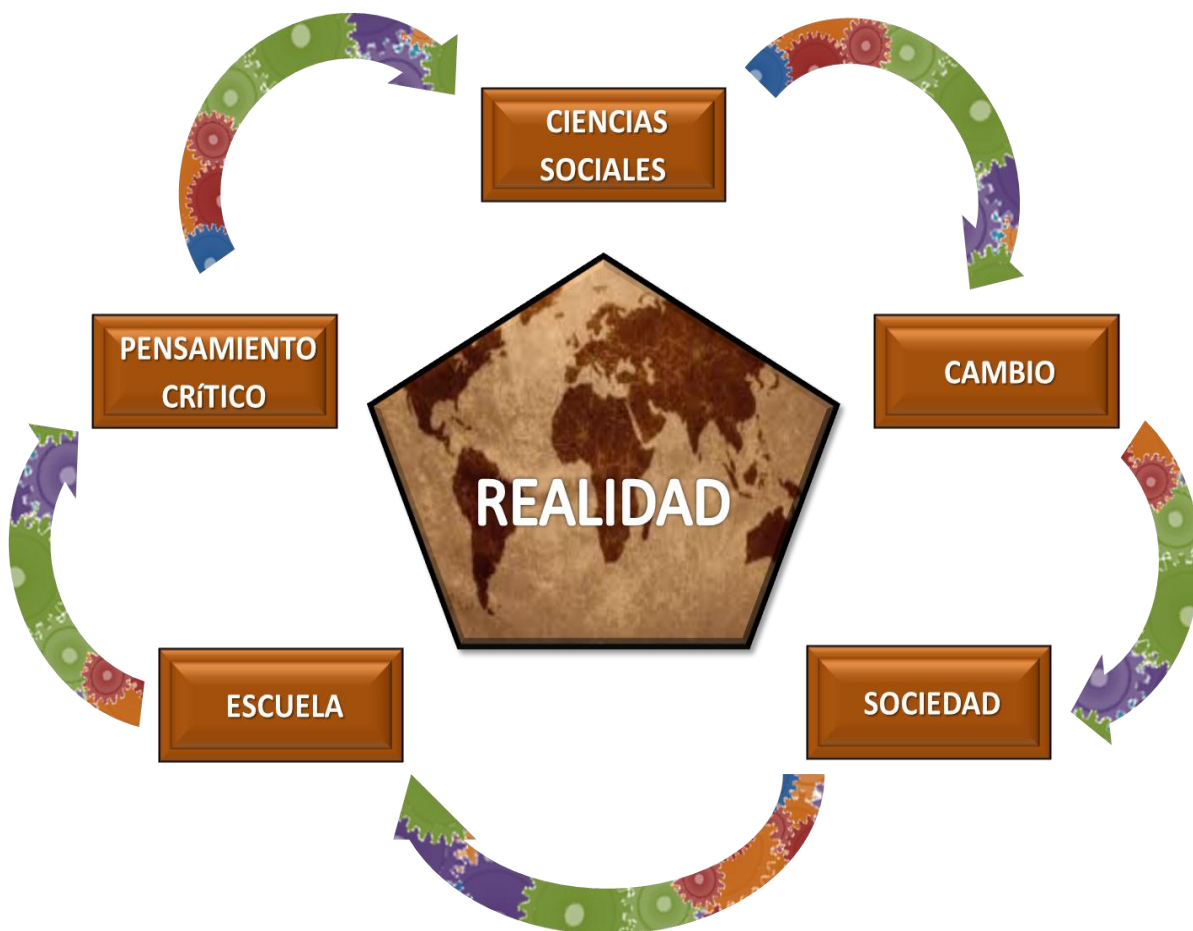 CIENCIAS
SOCIALES
PENSAMIENTO
CRíTICO
CAMBIO
REALIDAD
ESCUELA
SOCIEDAD